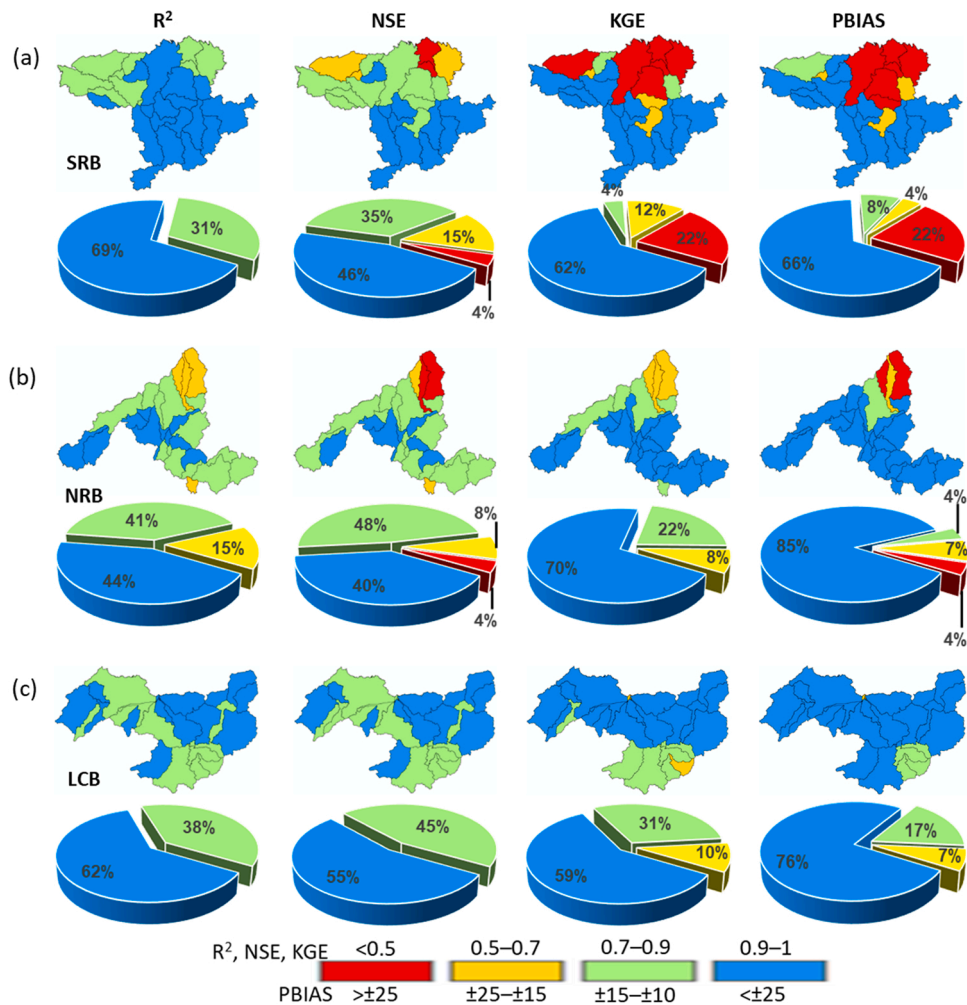 R² NSE KGE PBIAS
(a)
SRB
69% 31%
46% 35% 15% 4%
62% 4% 12% 22%
66% 8% 4% 22%
(b)
NRB
44% 41% 15%
40% 48% 8% 4%
70% 22% 8%
85% 4% 7% 4%
(c)
LCB
62% 38%
55% 45%
59% 31% 10%
76% 17% 7%
R², NSE, KGE <0.5 0.5–0.7 0.7–0.9 0.9–1
PBIAS >±25 ±25–±15 ±15–±10 <±25